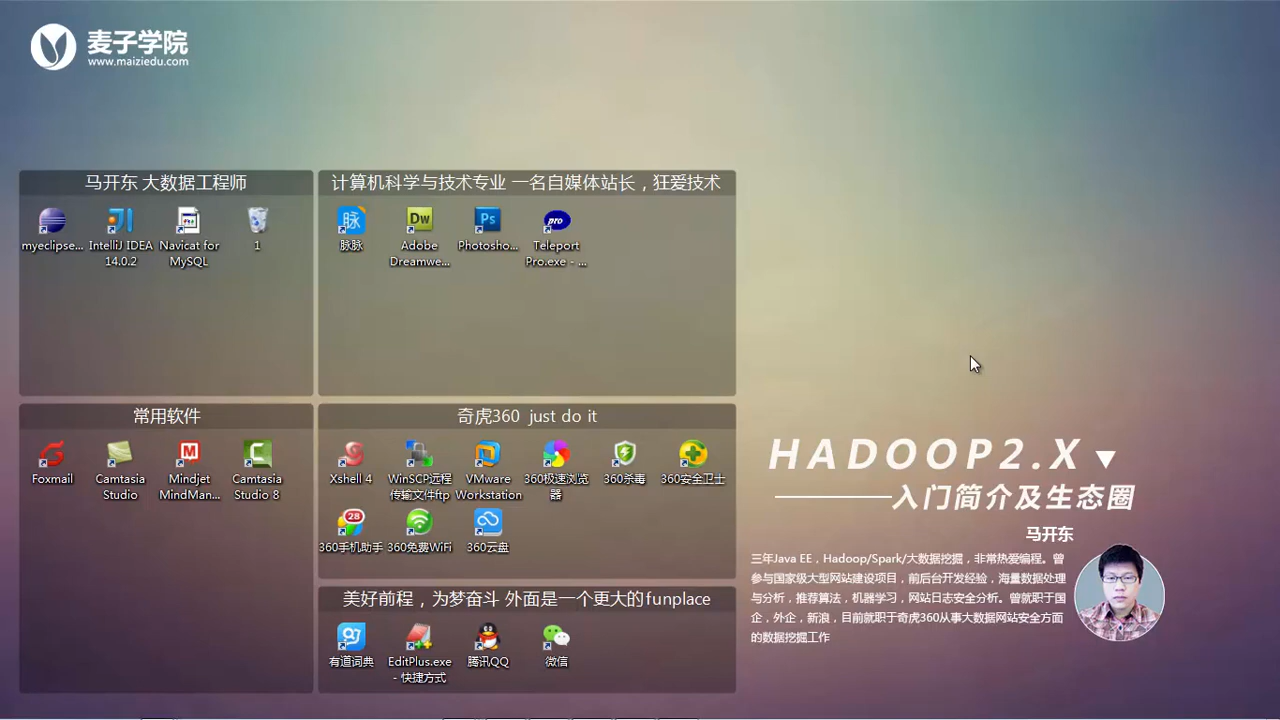 麦子学院
www.maiziedu.com
马开东 大数据工程师
myeclipse...
IntelliJ IDEA
14.0.2
Navicat for
MySQL
1
计算机科学与技术专业 一名自媒体站长，狂爱技术
脉
脉脉
Dw
Adobe
Dreamwe...
Ps
Photosho...
pro
Teleport
Pro.exe - ...
常用软件
Foxmail
Camtasia
Studio
M
Mindjet
MindMan...
C
Camtasia
Studio 8
奇虎360 just do it
Xshell 4
WinSCP远程
传输文件ftp
VMware
Workstation
360极速浏览
器
360杀毒
360安全卫士
28
360手机助手
360免费WiFi
360云盘
美好前程，为梦奋斗 外面是一个更大的funplace
有道词典
EditPlus.exe
- 快捷方式
腾讯QQ
微信
HADOOP2.X
入门简介及生态圈
马开东
三年Java EE，Hadoop/Spark/大数据挖掘，非常热爱编程。曾
参与国家级大型网站建设项目，前后台开发经验，海量数据处理
与分析，推荐算法，机器学习，网站日志安全分析。曾就职于国
企，外企，新浪，目前就职于奇虎360从事大数据网站安全方面
的数据挖掘工作